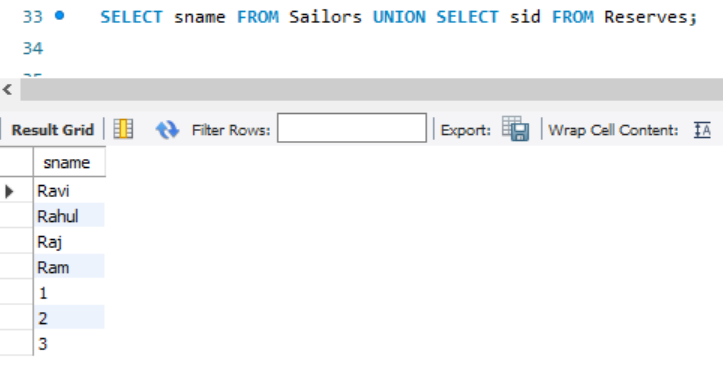 33 SELECT sname FROM Sailors UNION SELECT sid FROM Reserves;
34
Result Grid Filter Rows: Export: Wrap Cell Content:
sname
Ravi
Rahul
Raj
Ram
1
2
3